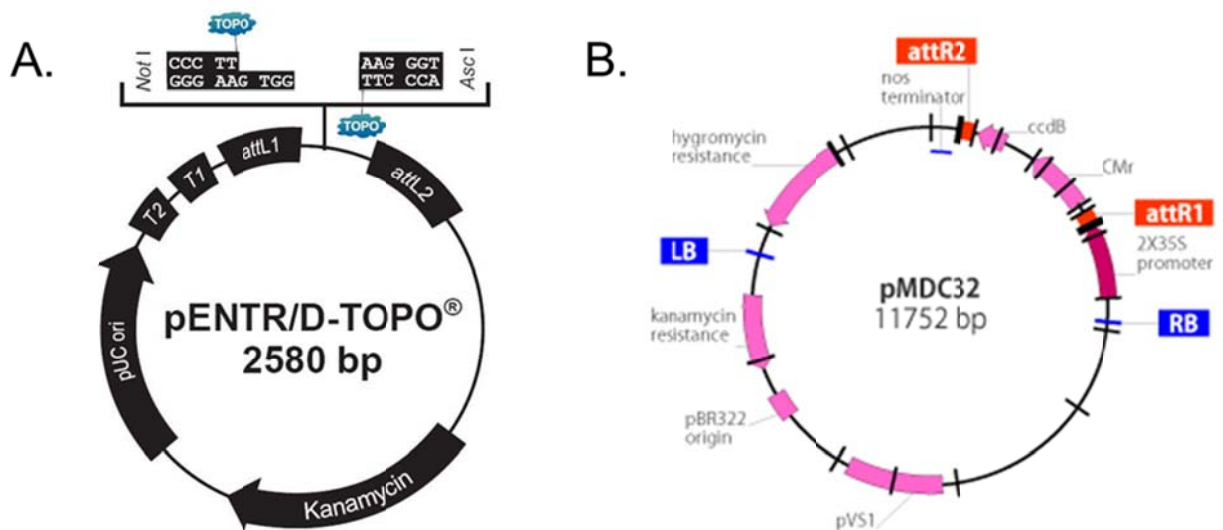 A.
TOPO
Not I
CCC TT
GGG AAG TGG
AAG GGT
TTC CCA
Asc I
TOPO
attL1
attL2
T1
T2
pUC ori
pENTR/D-TOPO®
2580 bp
Kanamycin
B.
attR2
nos
terminator
ccdB
hygromycin
resistance
CMr
attR1
2X35S
promoter
LB
pMDC32
11752 bp
RB
kanamycin
resistance
pBR322
origin
pVS1